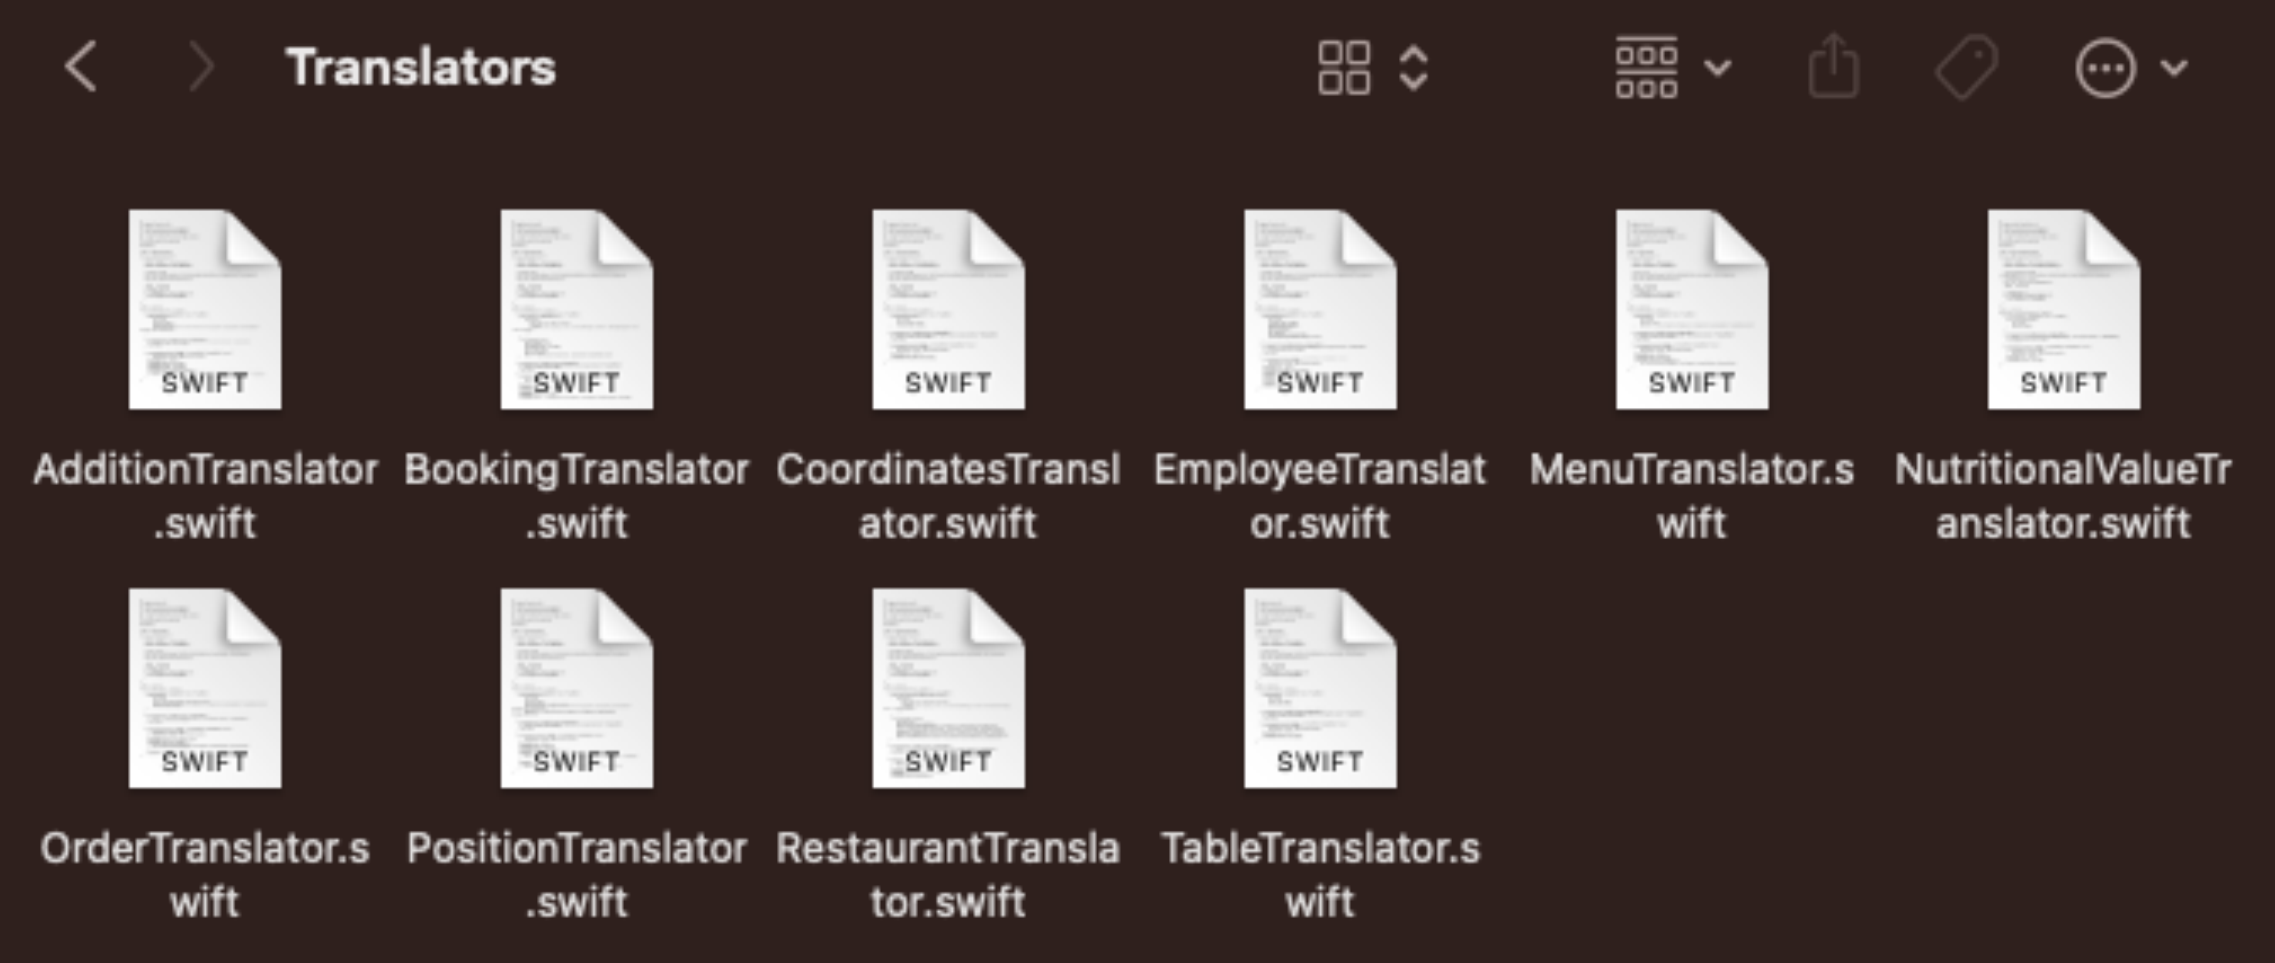 Translators
SWIFT SWIFT SWIFT SWIFT SWIFT SWIFT
AdditionTranslator
.swift
BookingTranslator
.swift
CoordinatesTransl
ator.swift
EmployeeTranslat
or.swift
MenuTranslator.s
wift
NutritionalValueTr
anslator.swift
SWIFT SWIFT SWIFT SWIFT
OrderTranslator.s
wift
PositionTranslator
.swift
RestaurantTransla
tor.swift
TableTranslator.s
wift